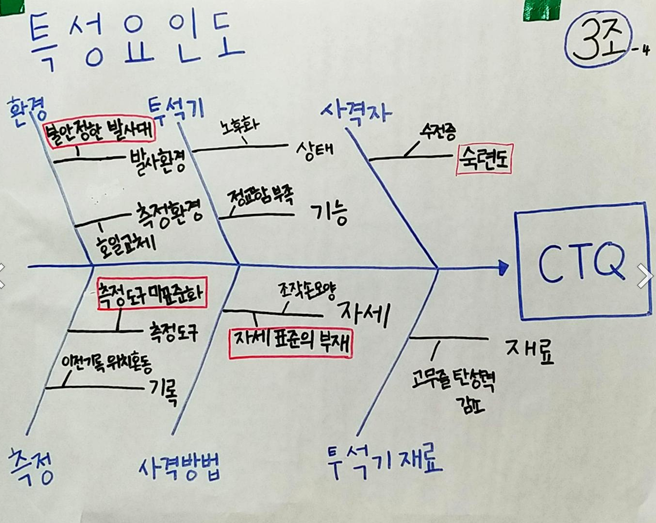 특성요인도
3조-4
환경
투석기
사격자
불안정한 발사대
발사환경
측정환경
호일교체
노후화
상태
정교함 부족
기능
수전증
숙련도
CTQ
측정도구 미표준화
측정도구
이전기록 위치혼동
기록
조작손모양
자세
자세 표준의 부재
재료
고무줄 탄성력
감소
측정
사격방법
투석기 재료